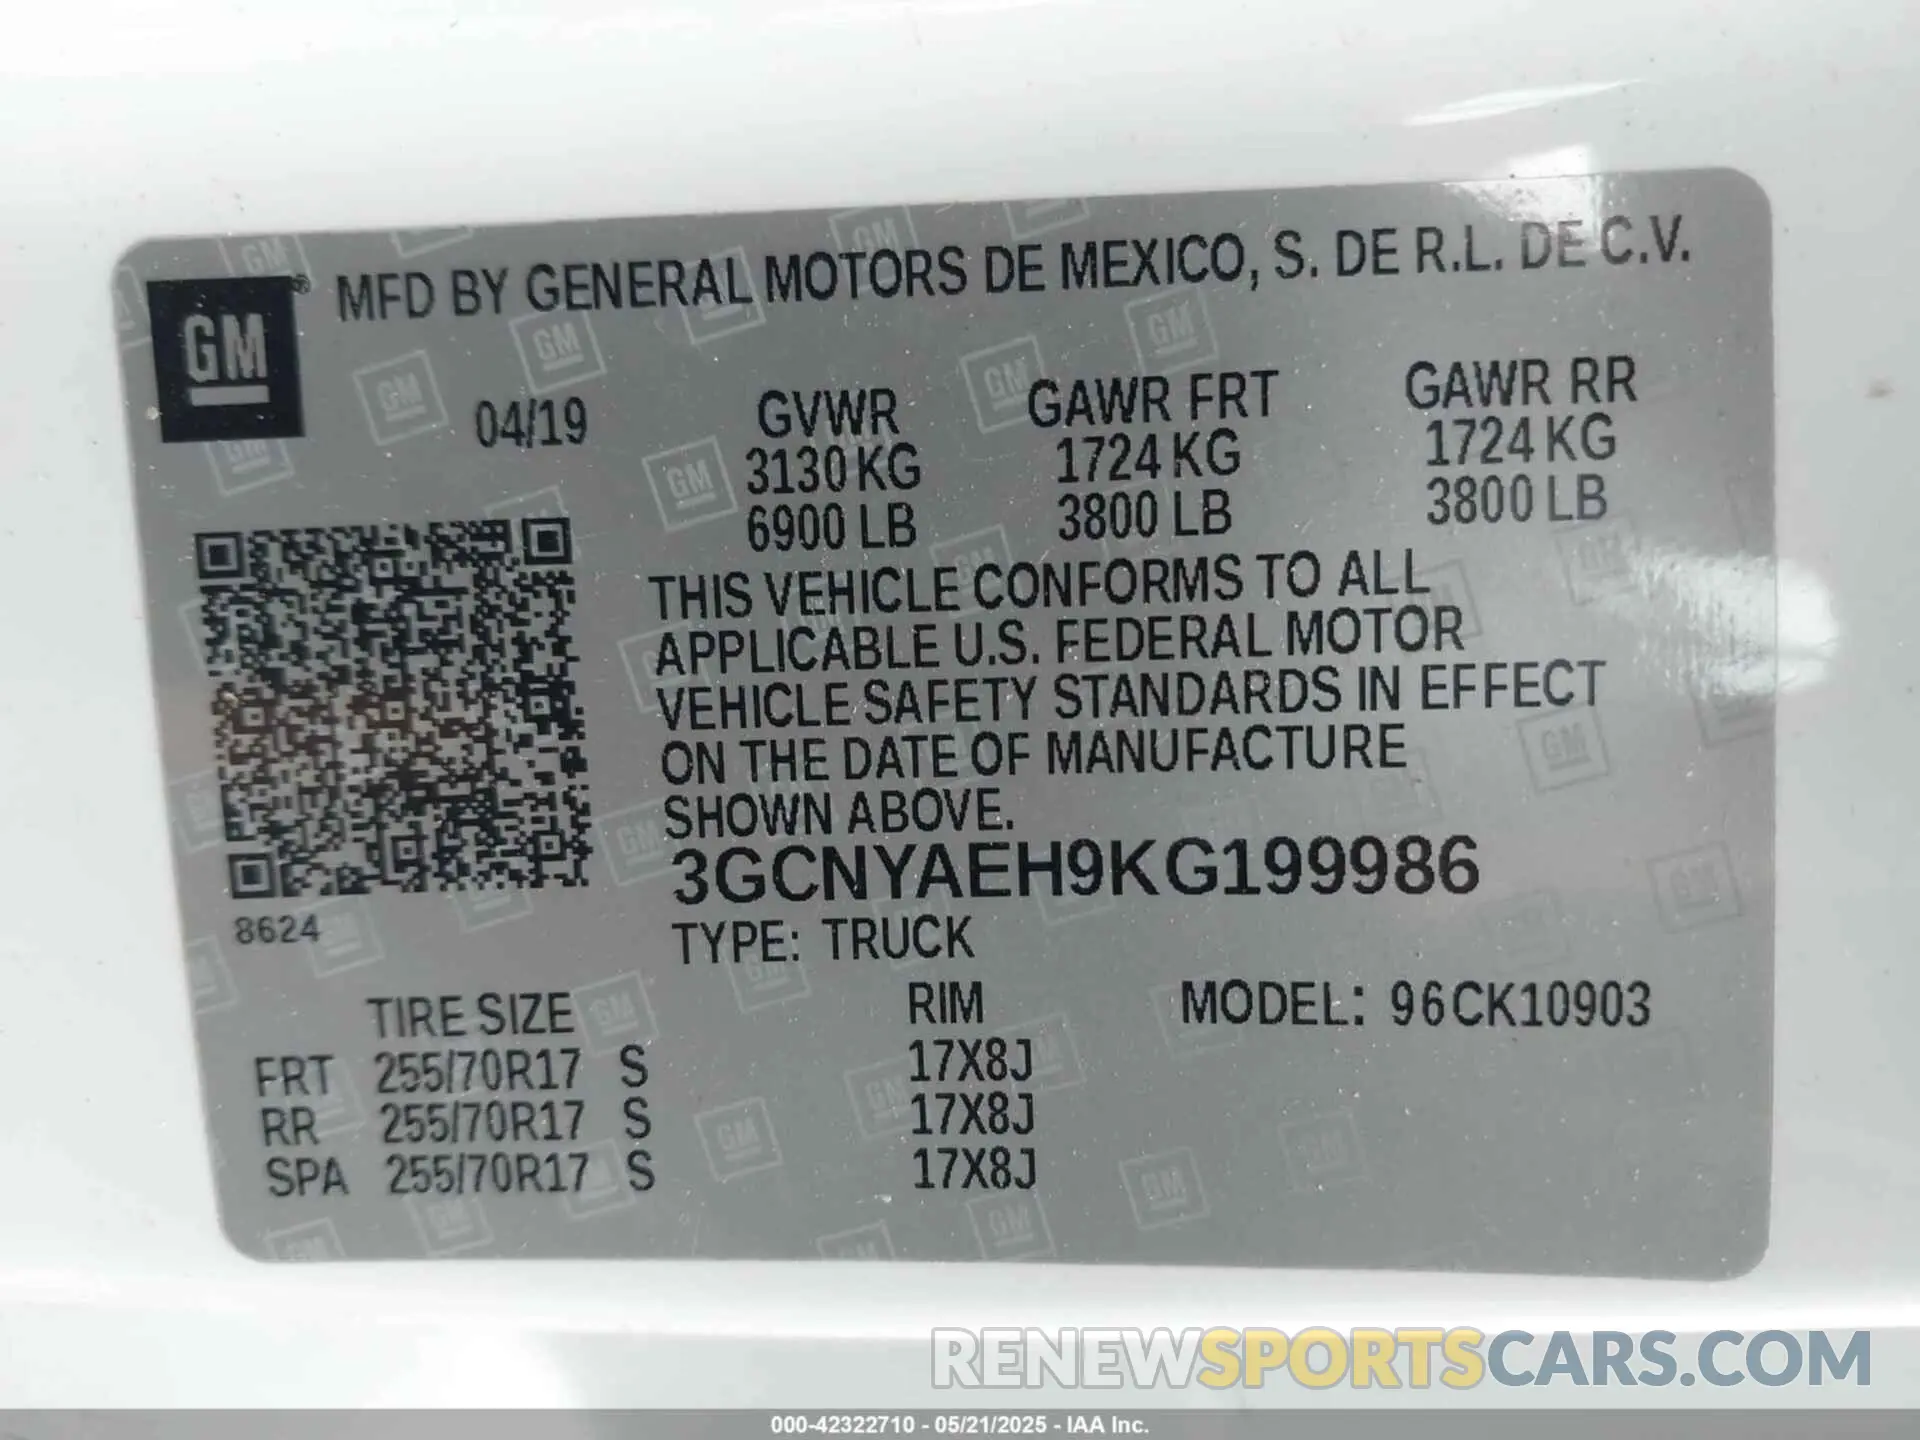 GM® MFD BY GENERAL MOTORS DE MEXICO, S. DE R.L. DE C.V.
04/19 GVWR GAWR FRT GAWR RR
3130 KG 1724 KG 1724 KG
6900 LB 3800 LB 3800 LB
THIS VEHICLE CONFORMS TO ALL
APPLICABLE U.S. FEDERAL MOTOR
VEHICLE SAFETY STANDARDS IN EFFECT
ON THE DATE OF MANUFACTURE
SHOWN ABOVE.
3GCNYAEH9KG199986
8624
TYPE: TRUCK
TIRE SIZE RIM MODEL: 96CK10903
FRT 255/70R17 S 17X8J
RR 255/70R17 S 17X8J
SPA 255/70R17 S 17X8J
RENEWSPORTSCARS.COM
000-42322710 - 05/21/2025 - IAA Inc.